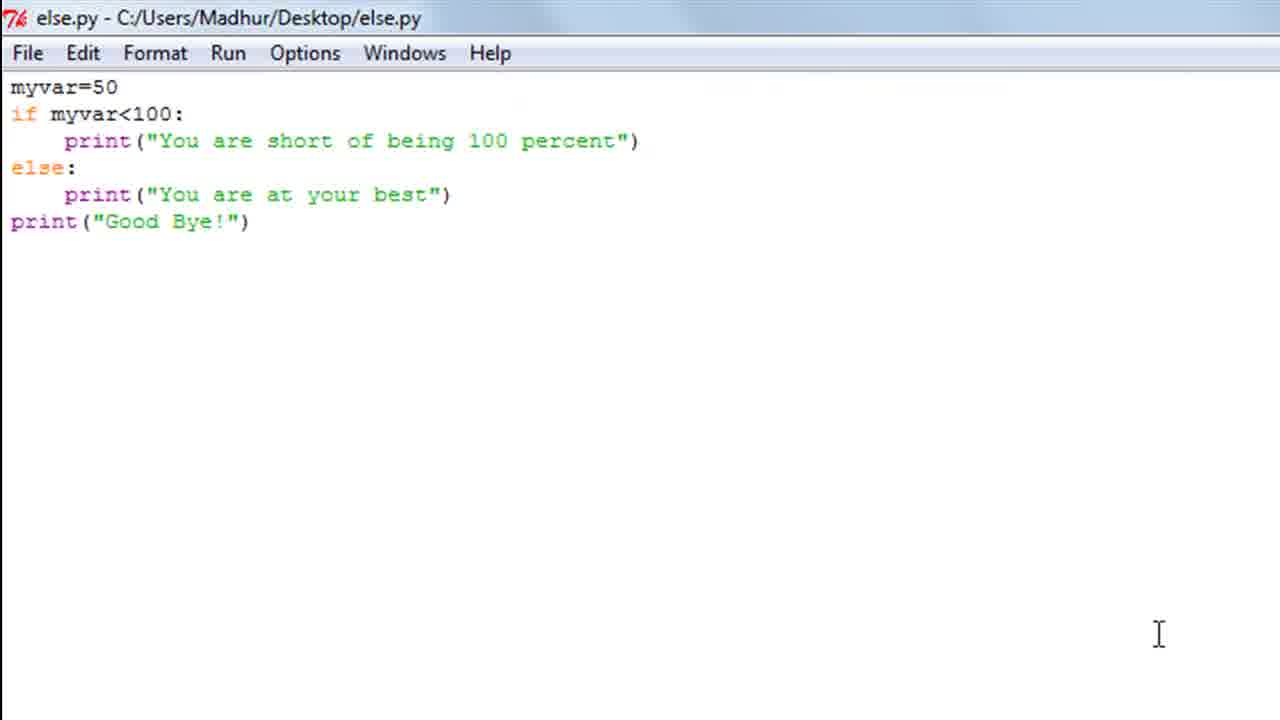 else.py - C:/Users/Madhur/Desktop/else.py
File Edit Format Run Options Windows Help
myvar=50
if myvar<100:
    print("You are short of being 100 percent")
else:
    print("You are at your best")
print("Good Bye!")